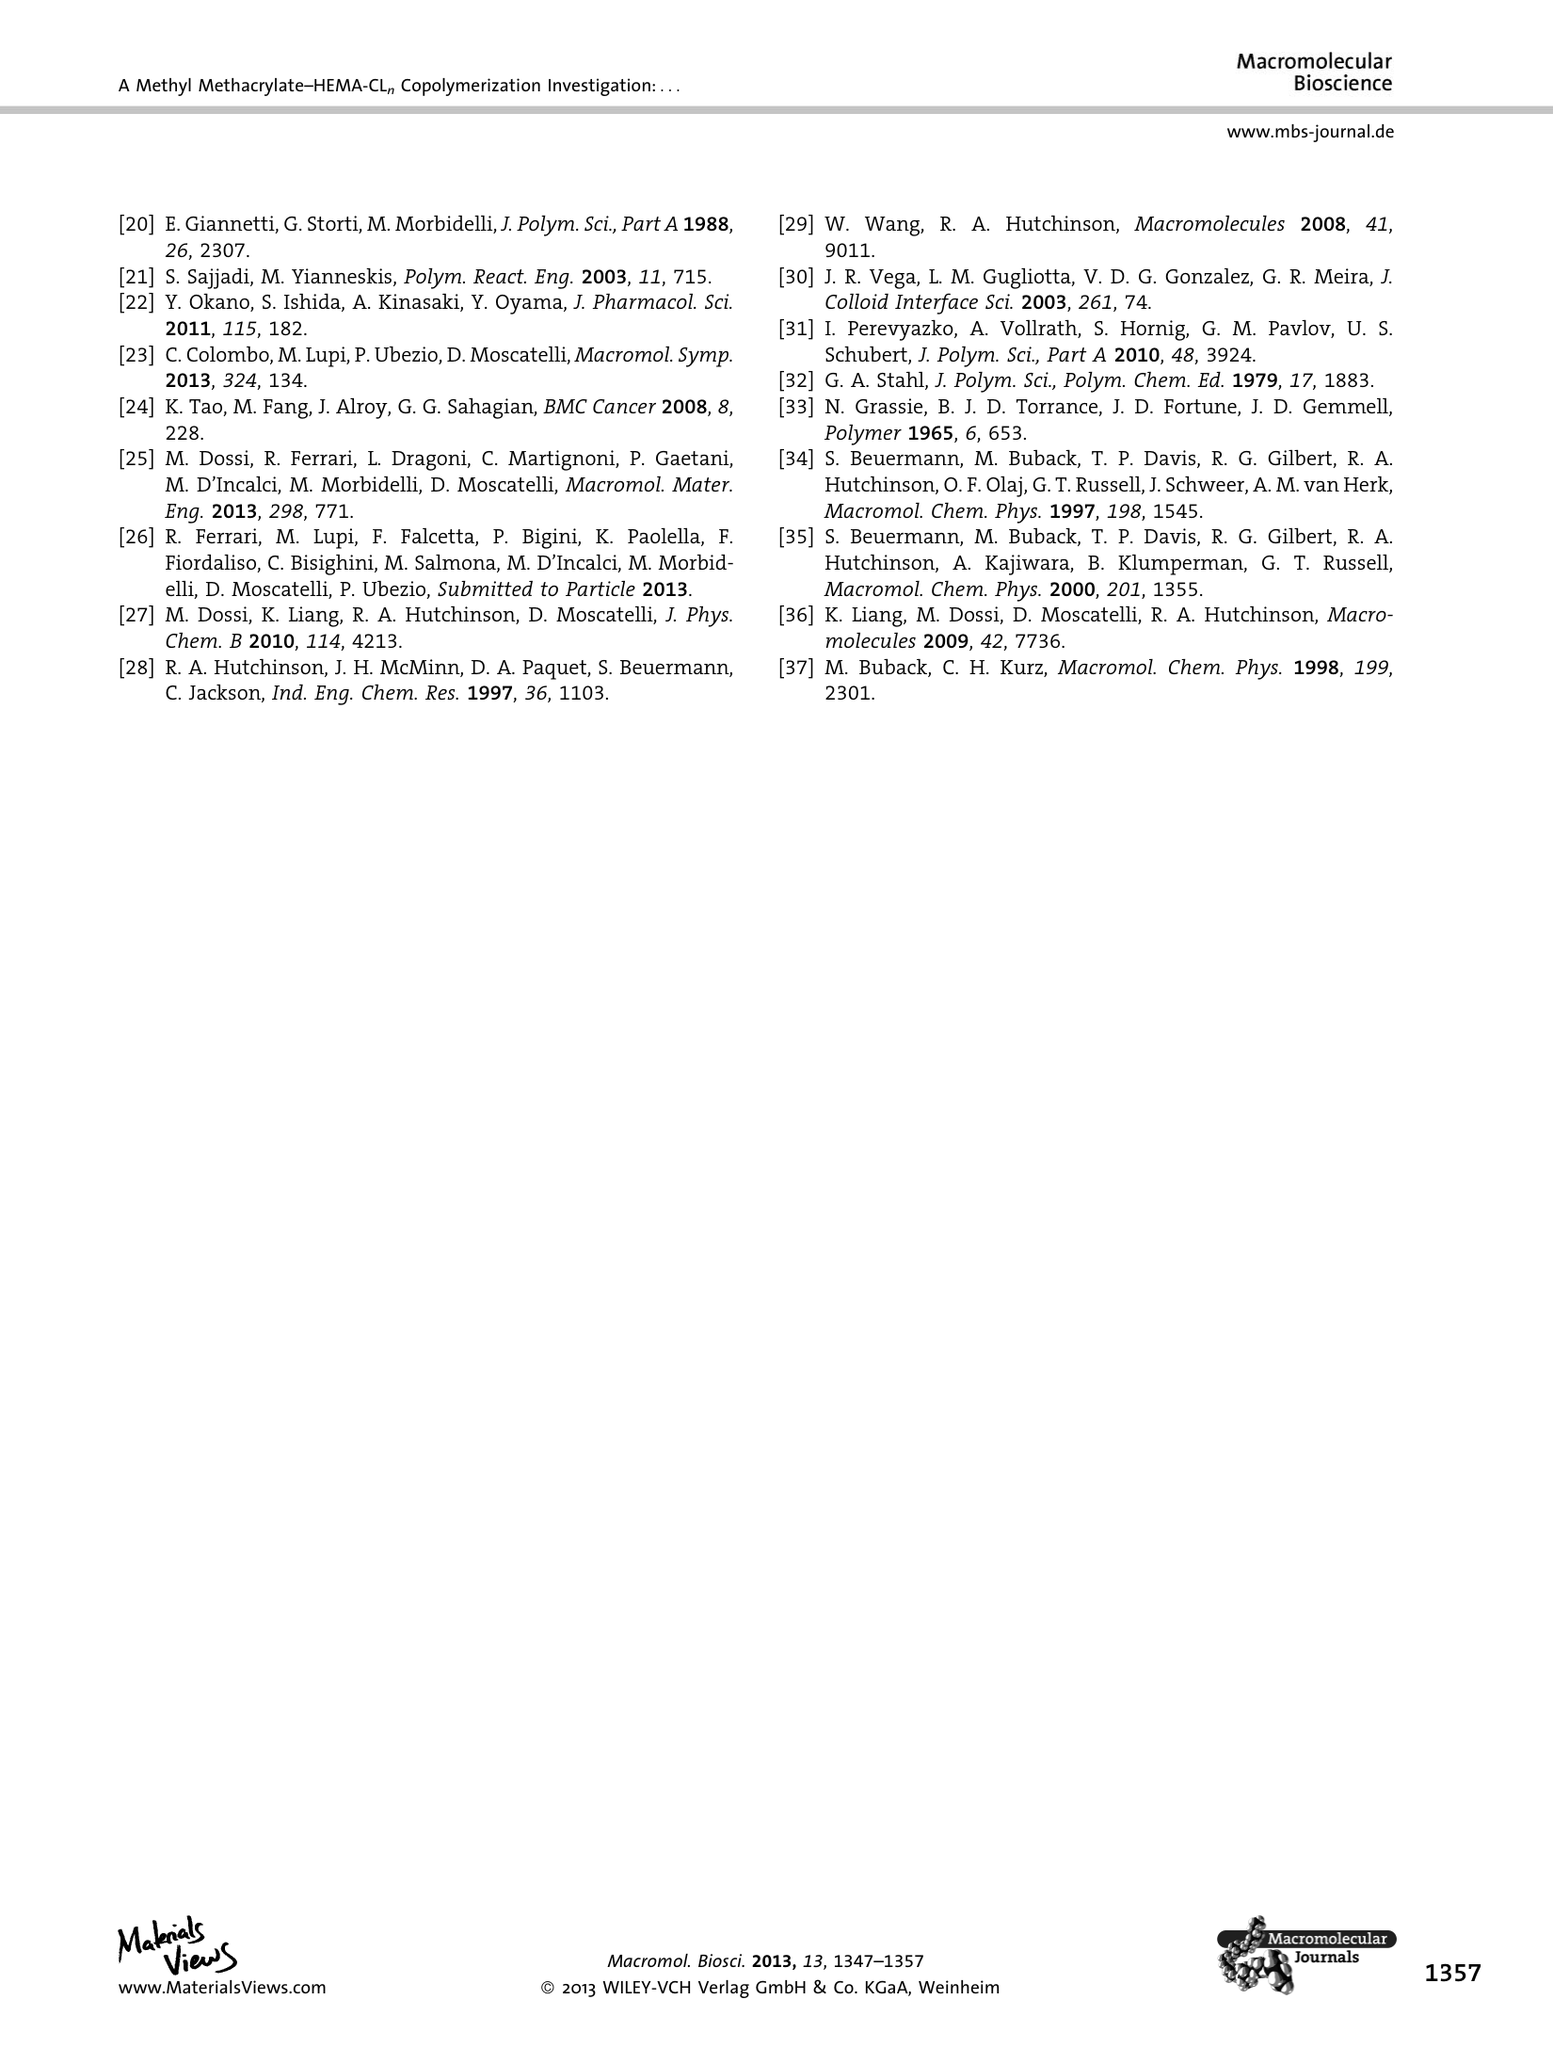 A Methyl Methacrylate–HEMA-CLn Copolymerization Investigation: . . .
Macromolecular
Bioscience
www.mbs-journal.de
[20] E. Giannetti, G. Storti, M. Morbidelli, J. Polym. Sci., Part A 1988,
26, 2307.
[21] S. Sajjadi, M. Yianneskis, Polym. React. Eng. 2003, 11, 715.
[22] Y. Okano, S. Ishida, A. Kinasaki, Y. Oyama, J. Pharmacol. Sci.
2011, 115, 182.
[23] C. Colombo, M. Lupi, P. Ubezio, D. Moscatelli, Macromol. Symp.
2013, 324, 134.
[24] K. Tao, M. Fang, J. Alroy, G. G. Sahagian, BMC Cancer 2008, 8,
228.
[25] M. Dossi, R. Ferrari, L. Dragoni, C. Martignoni, P. Gaetani,
M. D'Incalci, M. Morbidelli, D. Moscatelli, Macromol. Mater.
Eng. 2013, 298, 771.
[26] R. Ferrari, M. Lupi, F. Falcetta, P. Bigini, K. Paolella, F.
Fiordaliso, C. Bisighini, M. Salmona, M. D'Incalci, M. Morbid-
elli, D. Moscatelli, P. Ubezio, Submitted to Particle 2013.
[27] M. Dossi, K. Liang, R. A. Hutchinson, D. Moscatelli, J. Phys.
Chem. B 2010, 114, 4213.
[28] R. A. Hutchinson, J. H. McMinn, D. A. Paquet, S. Beuermann,
C. Jackson, Ind. Eng. Chem. Res. 1997, 36, 1103.
[29] W. Wang, R. A. Hutchinson, Macromolecules 2008, 41,
9011.
[30] J. R. Vega, L. M. Gugliotta, V. D. G. Gonzalez, G. R. Meira, J.
Colloid Interface Sci. 2003, 261, 74.
[31] I. Perevyazko, A. Vollrath, S. Hornig, G. M. Pavlov, U. S.
Schubert, J. Polym. Sci., Part A 2010, 48, 3924.
[32] G. A. Stahl, J. Polym. Sci., Polym. Chem. Ed. 1979, 17, 1883.
[33] N. Grassie, B. J. D. Torrance, J. D. Fortune, J. D. Gemmell,
Polymer 1965, 6, 653.
[34] S. Beuermann, M. Buback, T. P. Davis, R. G. Gilbert, R. A.
Hutchinson, O. F. Olaj, G. T. Russell, J. Schweer, A. M. van Herk,
Macromol. Chem. Phys. 1997, 198, 1545.
[35] S. Beuermann, M. Buback, T. P. Davis, R. G. Gilbert, R. A.
Hutchinson, A. Kajiwara, B. Klumperman, G. T. Russell,
Macromol. Chem. Phys. 2000, 201, 1355.
[36] K. Liang, M. Dossi, D. Moscatelli, R. A. Hutchinson, Macro-
molecules 2009, 42, 7736.
[37] M. Buback, C. H. Kurz, Macromol. Chem. Phys. 1998, 199,
2301.
Materials
Views
www.MaterialsViews.com
Macromol. Biosci. 2013, 13, 1347–1357
© 2013 WILEY-VCH Verlag GmbH & Co. KGaA, Weinheim
Macromolecular
Journals
1357